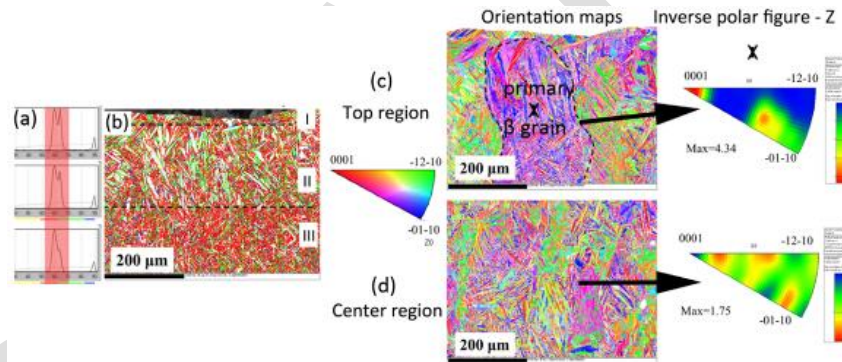 Orientation maps
Inverse polar figure - Z
(a)
(b)
I
II
III
200 μm
(c)
Top region
0001
-12-10
-01-10
primary
β grain
200 μm
0001
-12-10
Max=4.34
-01-10
(d)
Center region
200 μm
0001
-12-10
Max=1.75
-01-10